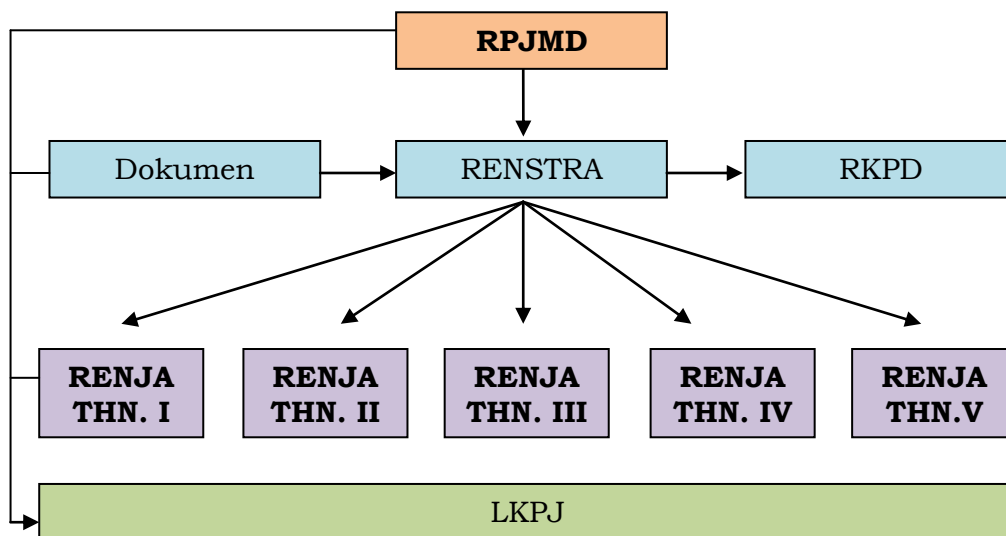 RPJMD
Dokumen
RENSTRA
RKPD
RENJA
THN. I
RENJA
THN. II
RENJA
THN. III
RENJA
THN. IV
RENJA
THN.V
LKPJ